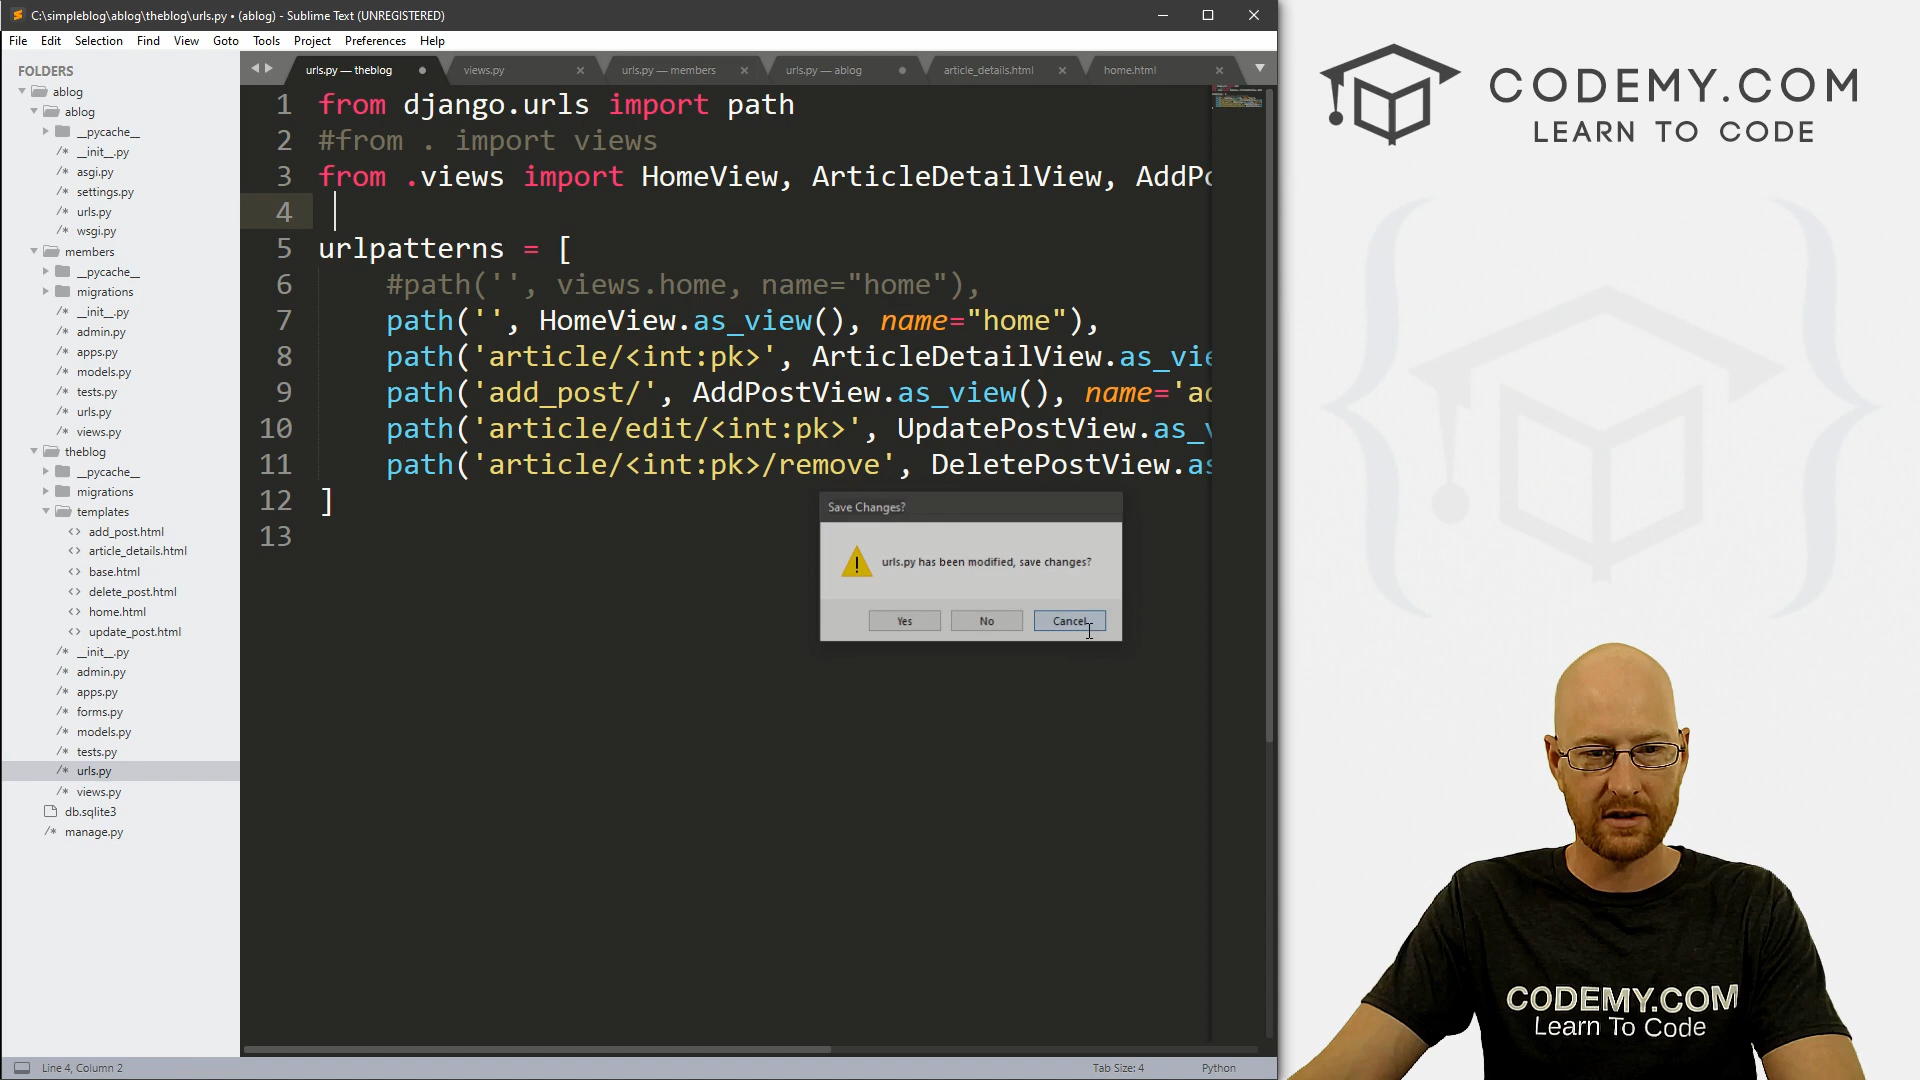 C:\simpleblog\ablog\theblog\urls.py • (ablog) - Sublime Text (UNREGISTERED)
File Edit Selection Find View Goto Tools Project Preferences Help
FOLDERS
ablog
ablog
__pycache__
__init__.py
asgi.py
settings.py
urls.py
wsgi.py
members
__pycache__
migrations
__init__.py
admin.py
apps.py
models.py
tests.py
urls.py
views.py
theblog
__pycache__
migrations
templates
add_post.html
article_details.html
base.html
delete_post.html
home.html
update_post.html
__init__.py
admin.py
apps.py
forms.py
models.py
tests.py
urls.py
views.py
db.sqlite3
manage.py
urls.py — theblog views.py urls.py — members urls.py — ablog article_details.html home.html
1 from django.urls import path
2 #from . import views
3 from .views import HomeView, ArticleDetailView, AddPo
4
5 urlpatterns = [
6 #path('', views.home, name="home"),
7 path('', HomeView.as_view(), name="home"),
8 path('article/<int:pk>', ArticleDetailView.as_vie
9 path('add_post/', AddPostView.as_view(), name='ad
10 path('article/edit/<int:pk>', UpdatePostView.as_v
11 path('article/<int:pk>/remove', DeletePostView.as
12 ]
13
Save Changes?
urls.py has been modified, save changes?
Yes No Cancel
Line 4, Column 2 Tab Size: 4 Python
CODEMY.COM
LEARN TO CODE
CODEMY.COM
Learn To Code